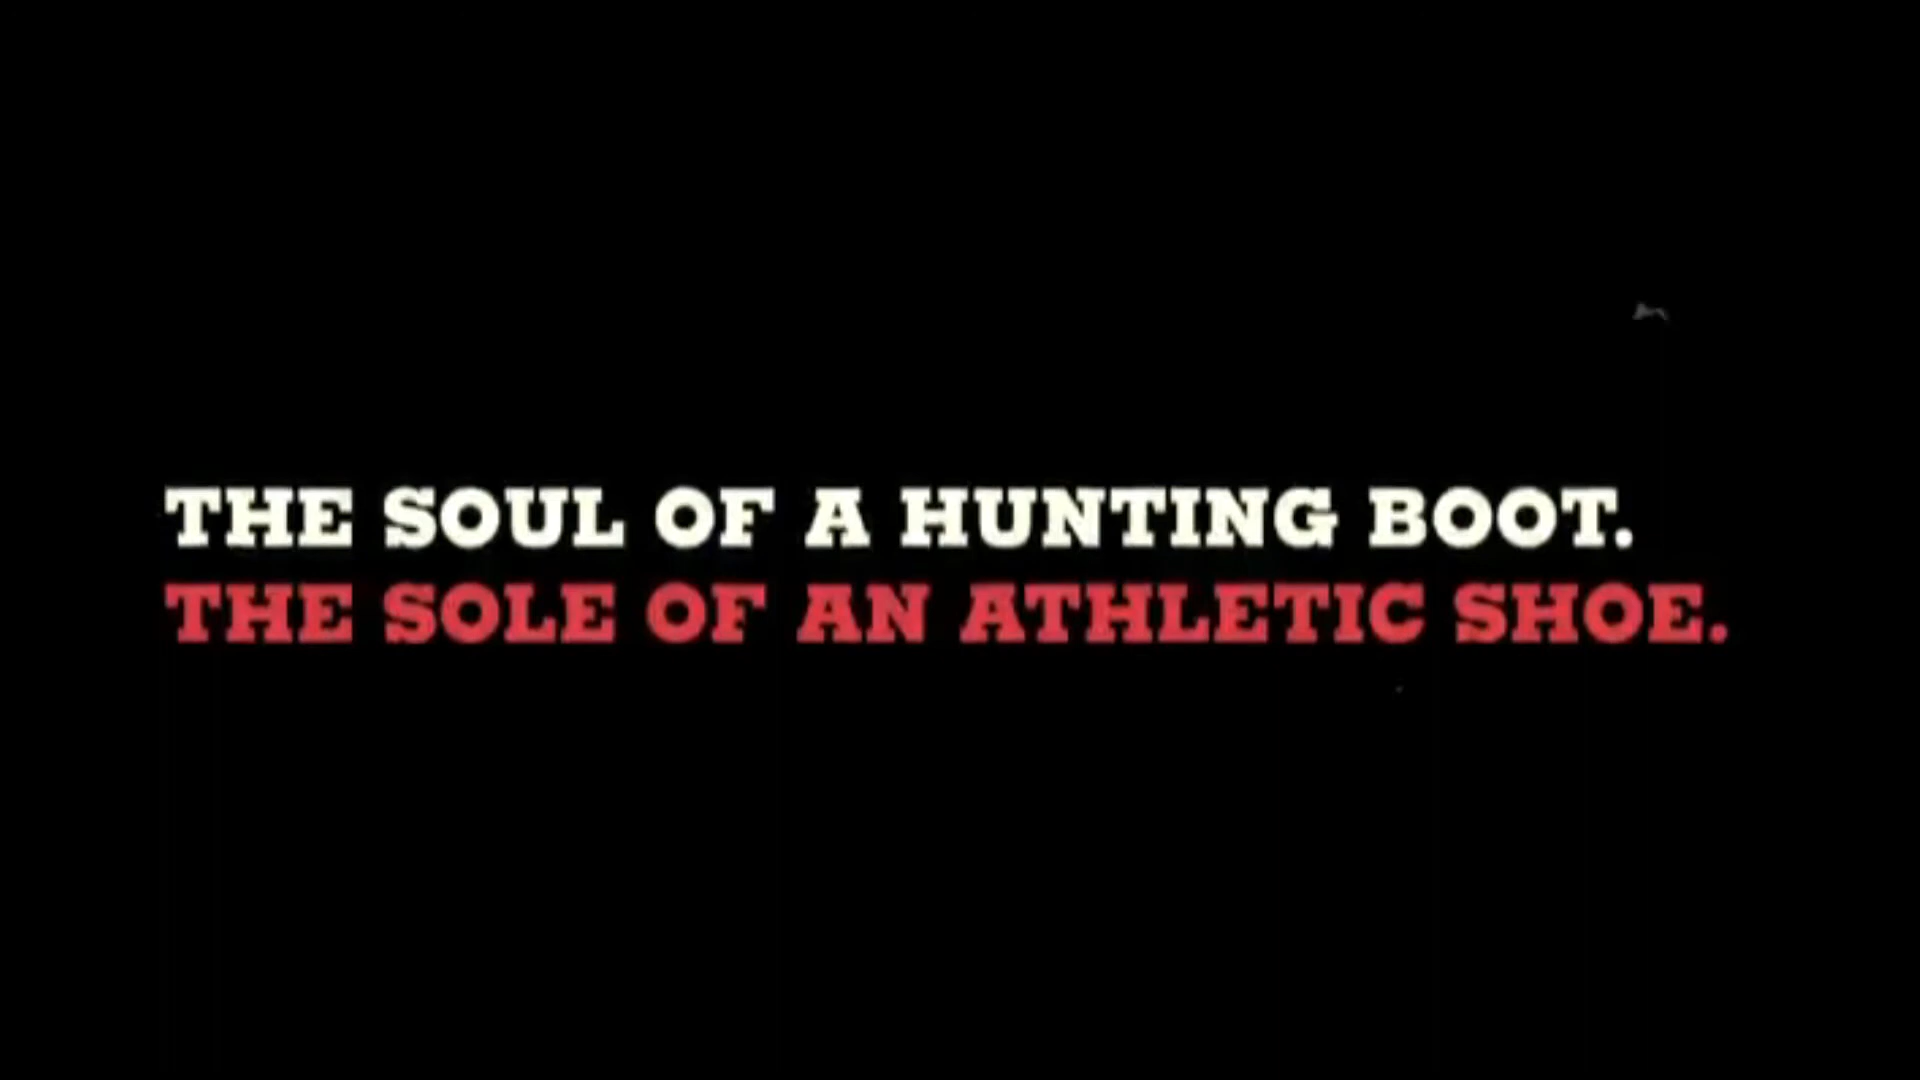 THE SOUL OF A HUNTING BOOT.
THE SOLE OF AN ATHLETIC SHOE.